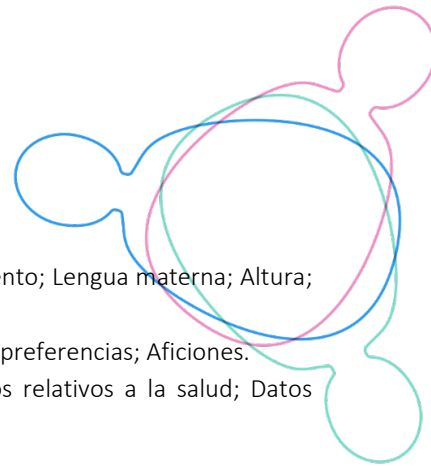 ento; Lengua materna; Altura;
preferencias; Aficiones.
os relativos a la salud; Datos